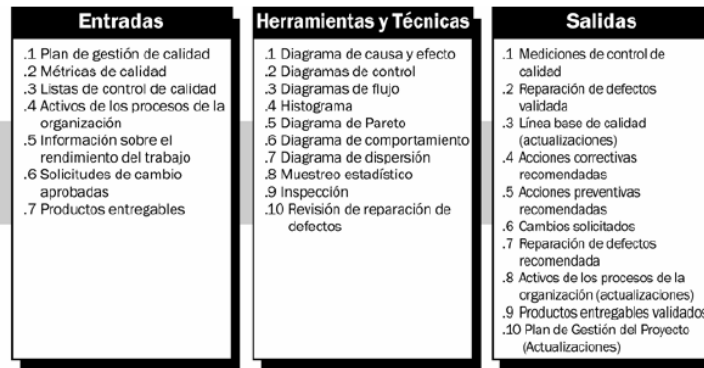 Entradas
.1 Plan de gestión de calidad
.2 Métricas de calidad
.3 Listas de control de calidad
.4 Activos de los procesos de la
organización
.5 Información sobre el
rendimiento del trabajo
.6 Solicitudes de cambio
aprobadas
.7 Productos entregables
Herramientas y Técnicas
.1 Diagrama de causa y efecto
.2 Diagramas de control
.3 Diagramas de flujo
.4 Histograma
.5 Diagrama de Pareto
.6 Diagrama de comportamiento
.7 Diagrama de dispersión
.8 Muestreo estadístico
.9 Inspección
.10 Revisión de reparación de
defectos
Salidas
.1 Mediciones de control de
calidad
.2 Reparación de defectos
validada
.3 Línea base de calidad
(actualizaciones)
.4 Acciones correctivas
recomendadas
.5 Acciones preventivas
recomendadas
.6 Cambios solicitados
.7 Reparación de defectos
recomendada
.8 Activos de los procesos de la
organización (actualizaciones)
.9 Productos entregables validados
.10 Plan de Gestión del Proyecto
(Actualizaciones)